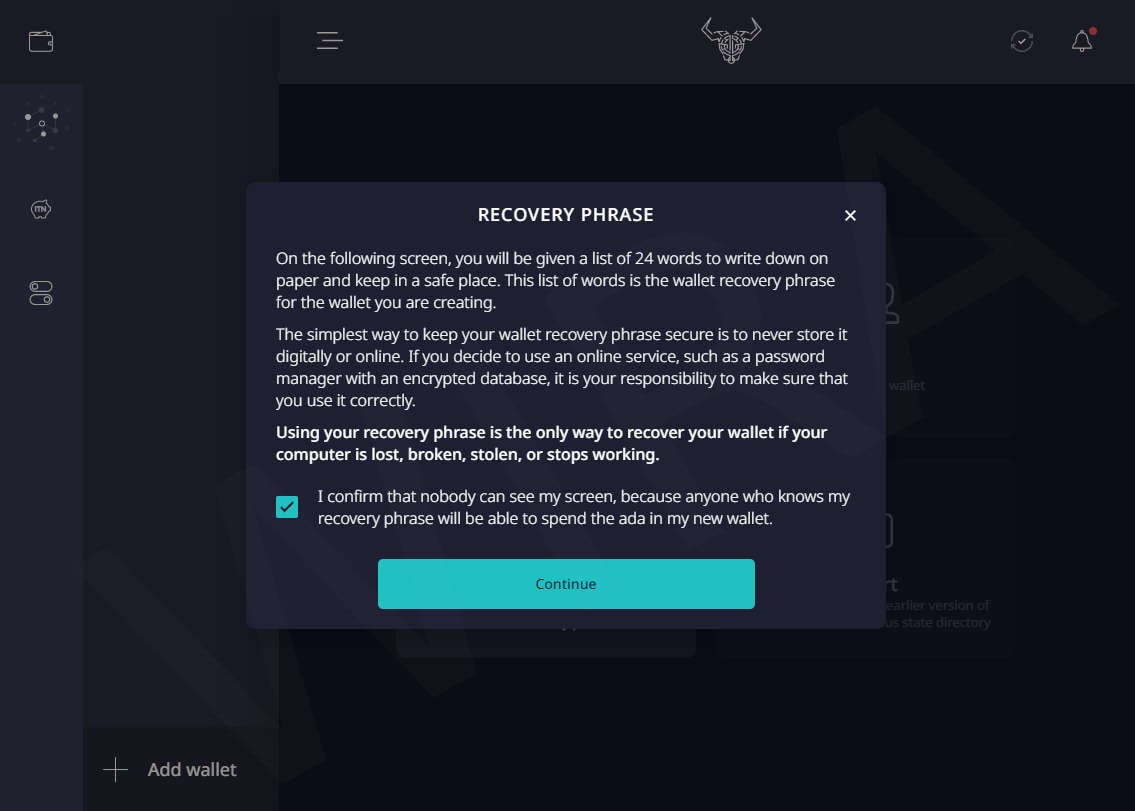 RECOVERY PHRASE
On the following screen, you will be given a list of 24 words to write down on
paper and keep in a safe place. This list of words is the wallet recovery phrase
for the wallet you are creating.
The simplest way to keep your wallet recovery phrase secure is to never store it
digitally or online. If you decide to use an online service, such as a password
manager with an encrypted database, it is your responsibility to make sure that
you use it correctly.
Using your recovery phrase is the only way to recover your wallet if your
computer is lost, broken, stolen, or stops working.
I confirm that nobody can see my screen, because anyone who knows my
recovery phrase will be able to spend the ada in my new wallet.
Continue
ITN
wallet
rt
earlier version of
us state directory
Add wallet